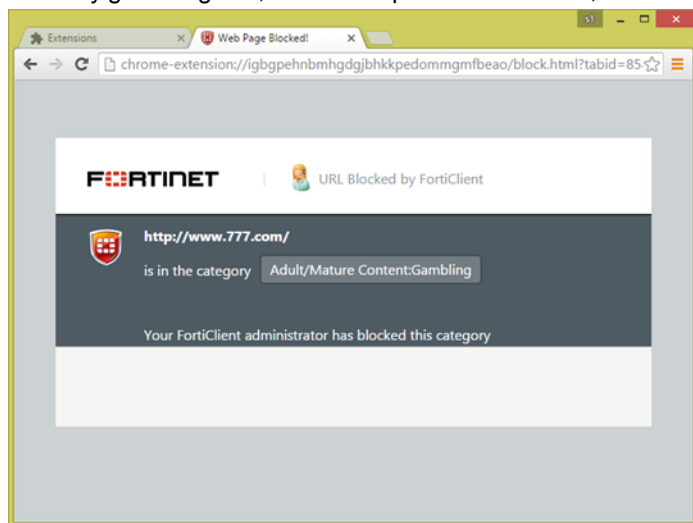 s1
Extensions
Web Page Blocked!
chrome-extension://igbgpehnbmhgdgjbhkkpedommgmfbeao/block.html?tabid=85
FORTINET
URL Blocked by FortiClient
http://www.777.com/
is in the category Adult/Mature Content:Gambling
Your FortiClient administrator has blocked this category